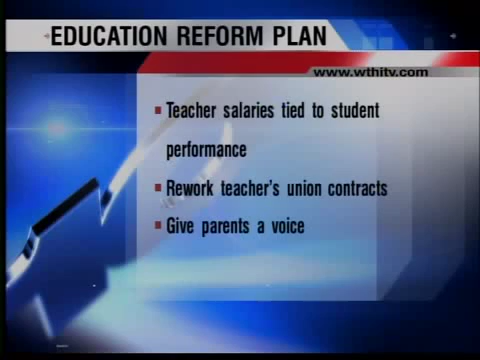 EDUCATION REFORM PLAN
www.wthitv.com
Teacher salaries tied to student
performance
Rework teacher's union contracts
Give parents a voice